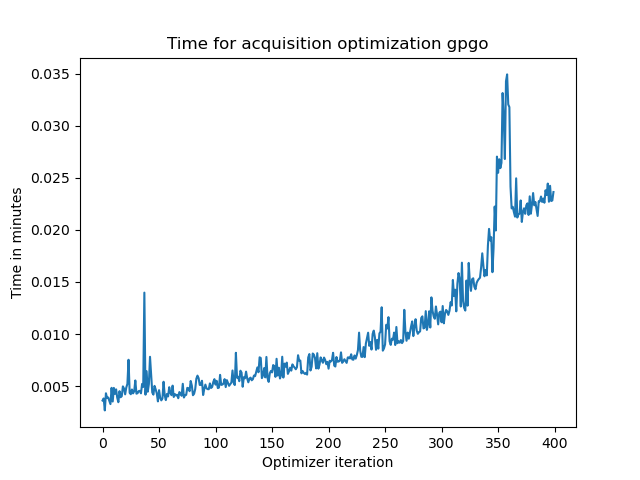 Time for acquisition optimization gpgo
0.035
0.030
0.025
0.020
0.015
0.010
0.005
Time in minutes
0 50 100 150 200 250 300 350 400
Optimizer iteration